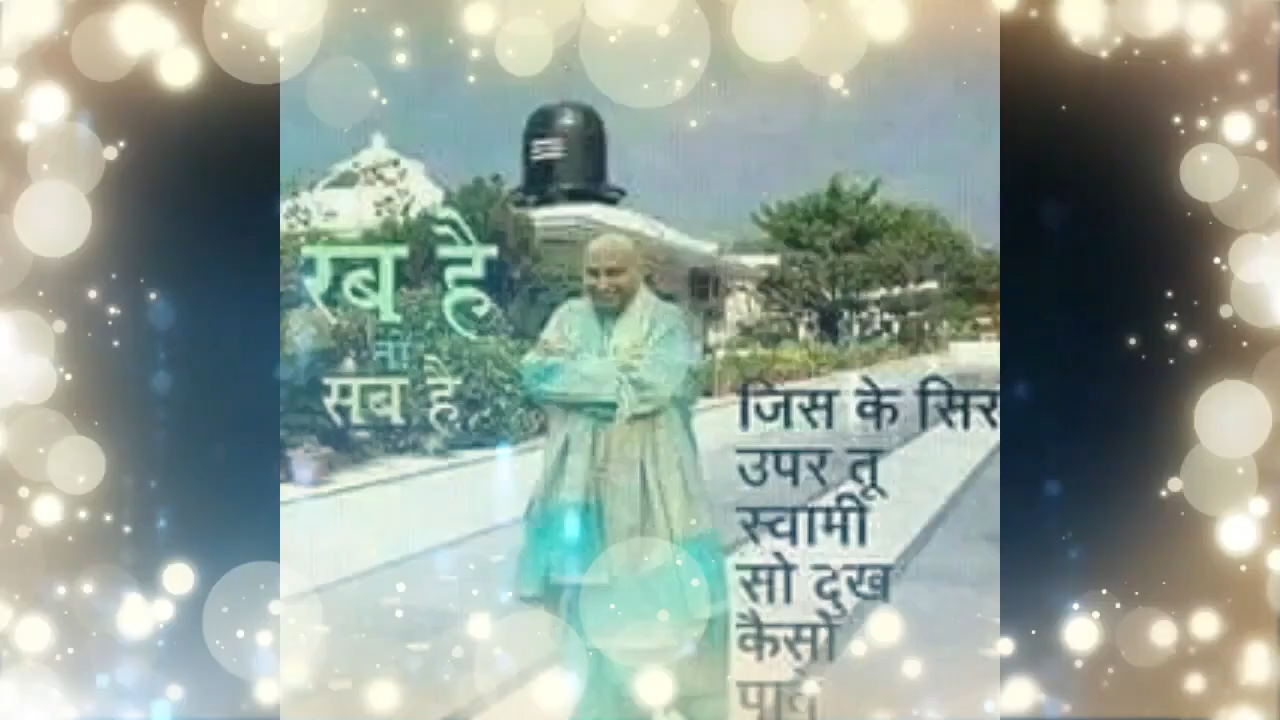 रब है
तो
सब है
जिस के सिर
उपर तू
स्वामी
सो दुख
कैसो
पावे